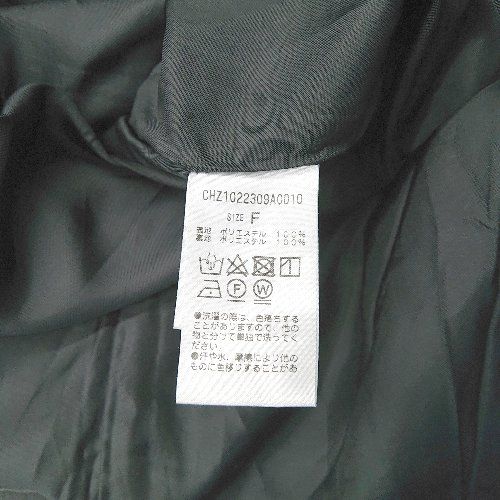 CHZ1022309A0010
SIZE F
表地 ポリエステル 100%
裏地 ポリエステル 100%
F W
●洗濯の際は、色落ちする
ことがありますので、他の
物と分けて単独で洗ってく
ださい。
●汗や水、摩擦により他の
ものに色移りすることがあ